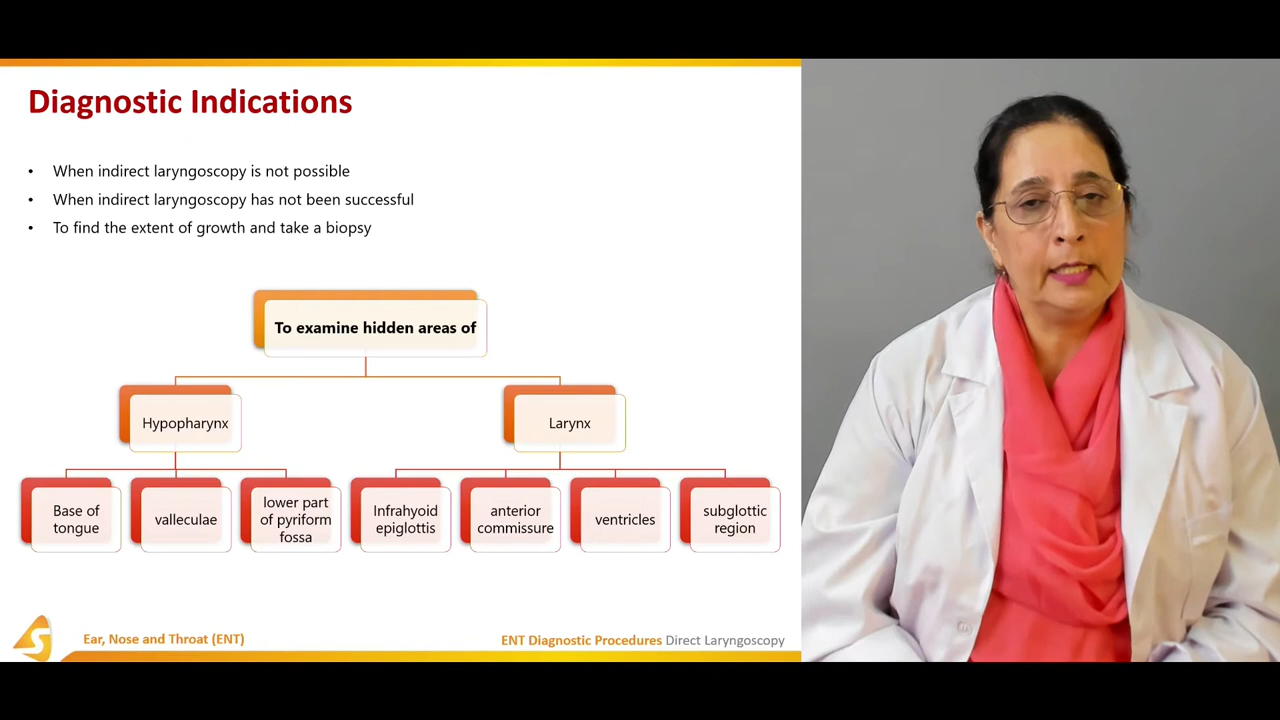 Diagnostic Indications
• When indirect laryngoscopy is not possible
• When indirect laryngoscopy has not been successful
• To find the extent of growth and take a biopsy
To examine hidden areas of
Hypopharynx
Larynx
Base of
tongue
valleculae
lower part
of pyriform
fossa
Infrahyoid
epiglottis
anterior
commissure
ventricles
subglottic
region
S
Ear, Nose and Throat (ENT)
ENT Diagnostic Procedures Direct Laryngoscopy